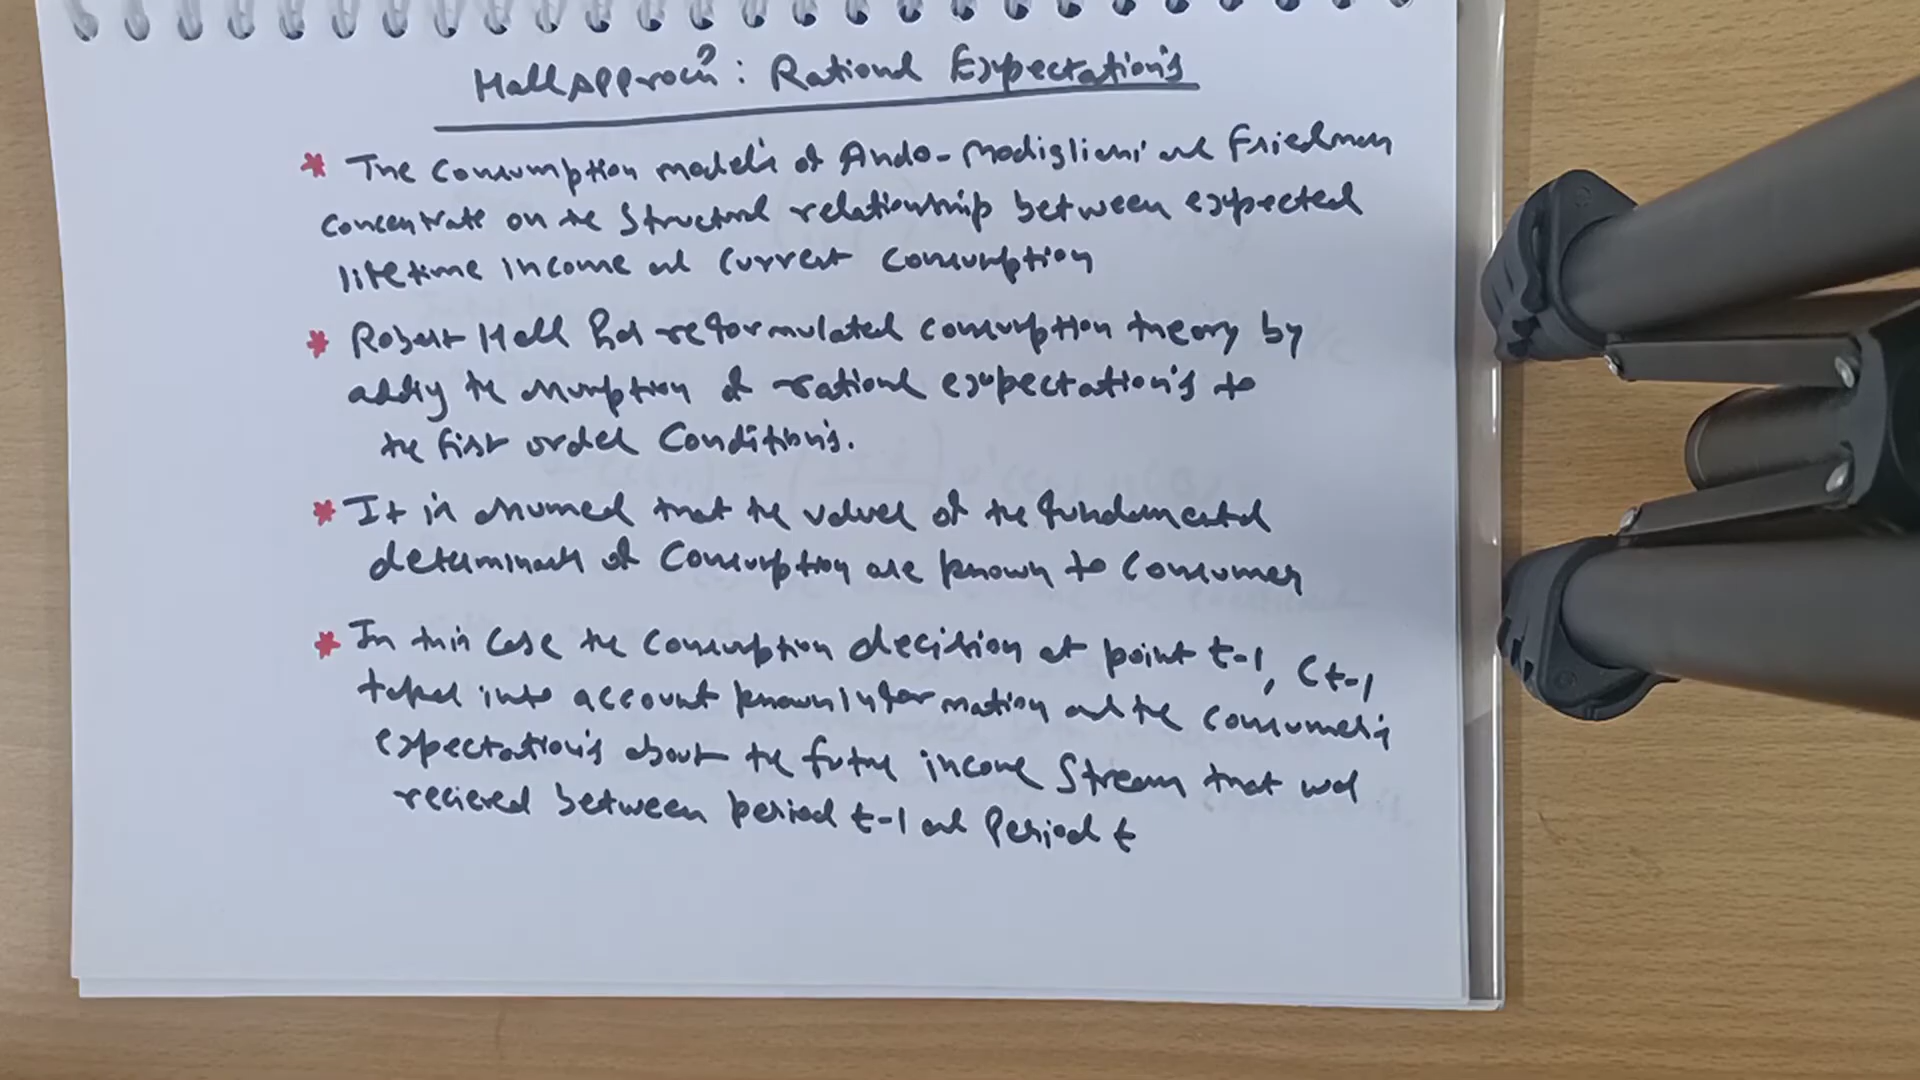 Hall Approach : Rational Expectations
* The Consumption models of Ando-Modigliani and Friedman
concentrate on the Structural relationship between expected
lifetime income and current consumption
* Robert Hall has reformulated consumption theory by
adding the assumption of rational expectations to
the first order Conditions.
* It is assumed that the values of the fundamental
determinants of Consumption are known to Consumer
* In this case the consumption decision at point t-1, Ct-1
taked into account known information and the consumer's
expectations about the future income stream that will
recieved between period t-1 and Period t